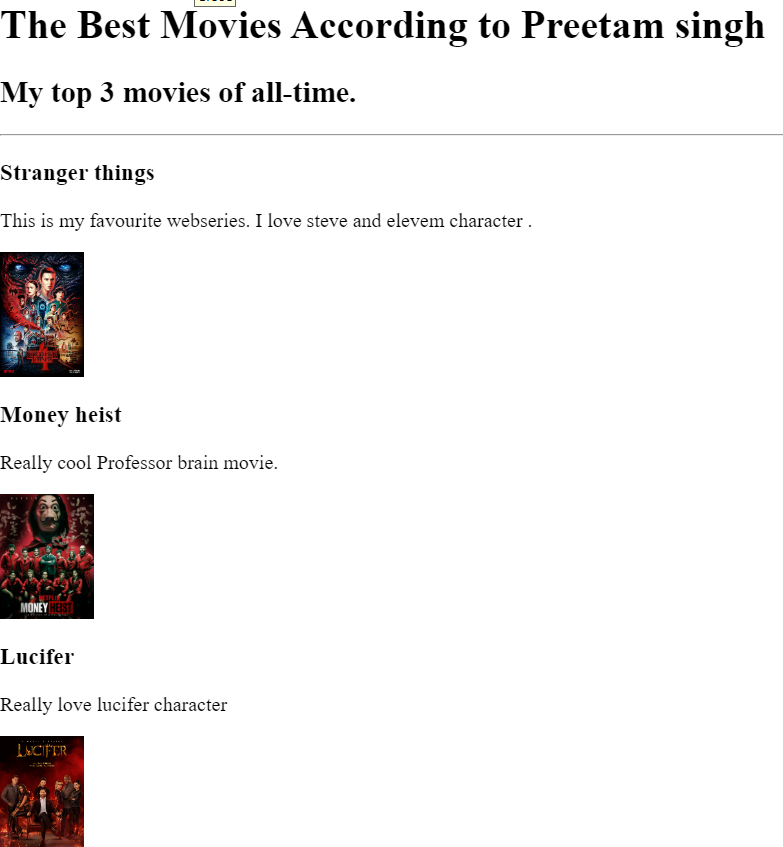 The Best Movies According to Preetam singh
My top 3 movies of all-time.
Stranger things
This is my favourite webseries. I love steve and elevem character .
Money heist
Really cool Professor brain movie.
NETFLIX
MONEY HEIST
Lucifer
Really love lucifer character
LUCIFER